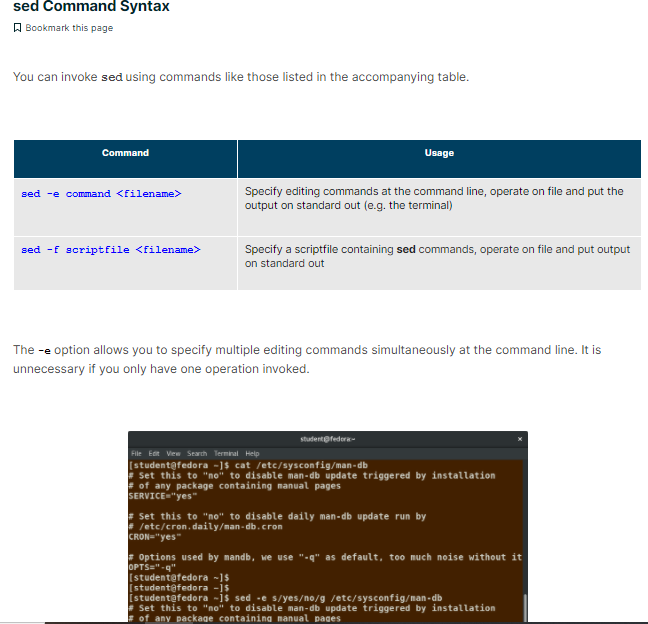 sed Command Syntax
Bookmark this page
You can invoke sed using commands like those listed in the accompanying table.
Command Usage
sed -e command <filename> Specify editing commands at the command line, operate on file and put the
output on standard out (e.g. the terminal)
sed -f scriptfile <filename> Specify a scriptfile containing sed commands, operate on file and put output
on standard out
The -e option allows you to specify multiple editing commands simultaneously at the command line. It is
unnecessary if you only have one operation invoked.
student@fedora:~ ×
File Edit View Search Terminal Help
[student@fedora ~]$ cat /etc/sysconfig/man-db
# Set this to "no" to disable man-db update triggered by installation
# of any package containing manual pages
SERVICE="yes"
# Set this to "no" to disable daily man-db update run by
# /etc/cron.daily/man-db.cron
CRON="yes"
# Options used by mandb, we use "-q" as default, too much noise without it
OPTS="-q"
[student@fedora ~]$
[student@fedora ~]$
[student@fedora ~]$ sed -e s/yes/no/g /etc/sysconfig/man-db
# Set this to "no" to disable man-db update triggered by installation
# of any package containing manual pages